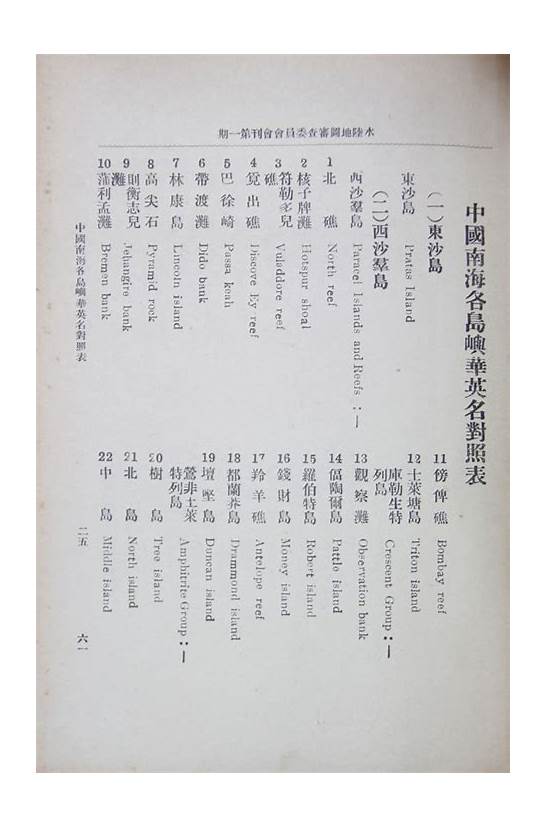 水陸地圖審查委員會會刊第一期
中國南海各島嶼華英名對照表
(一)東沙島
東沙島 Pratas Island
(二)西沙羣島
西沙羣島 Paracel Islands and Reefs :—
1 北礁 North reef
2 核子牌灘 Hotspur shoal
3 符勒多兒礁 Vuladdore reef
4 覓出礁 Discove Ey reef
5 巴徐崎 Passa keah
6 帶渡灘 Dido bank
7 林康島 Lincoln island
8 高尖石 Pyramid rock
9 則衡志兒灘 Jehangire bank
10 蒲利孟灘 Bremen bank
11 傍俾礁 Bombay reef
12 土萊塘島 Triton island
庫勒生特列島 Crescent Group :—
13 觀察灘 Observation bank
14 偪陶爾島 Pattle island
15 羅伯特島 Robert island
16 錢財島 Money island
17 羚羊礁 Antelope reef
18 都蘭莽島 Drammond island
19 壇堅島 Duncan island
鶯非士萊特列島 Amphitrite Group :—
20 樹島 Tree island
21 北島 North island
22 中島 Middle island
中國南海各島嶼華英名對照表 二五 六一